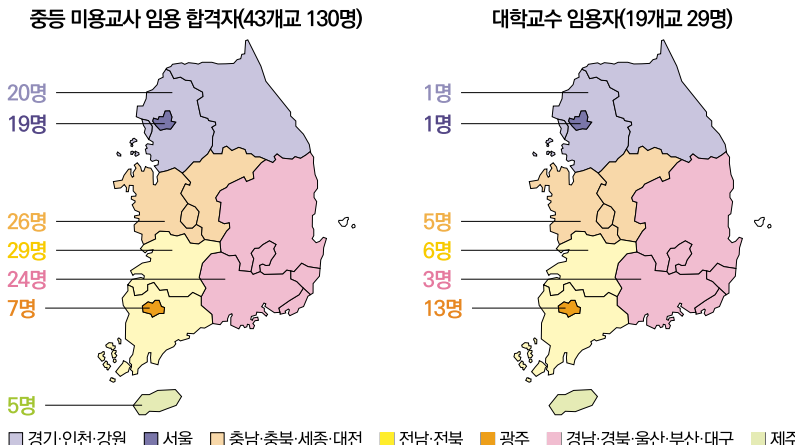 중등 미용교사 임용 합격자(43개교 130명)
20명
19명
26명
29명
24명
7명
5명
대학교수 임용자(19개교 29명)
1명
1명
5명
6명
3명
13명
경기·인천·강원 서울 충남·충북·세종·대전 전남·전북 광주 경남·경북·울산·부산·대구 제주